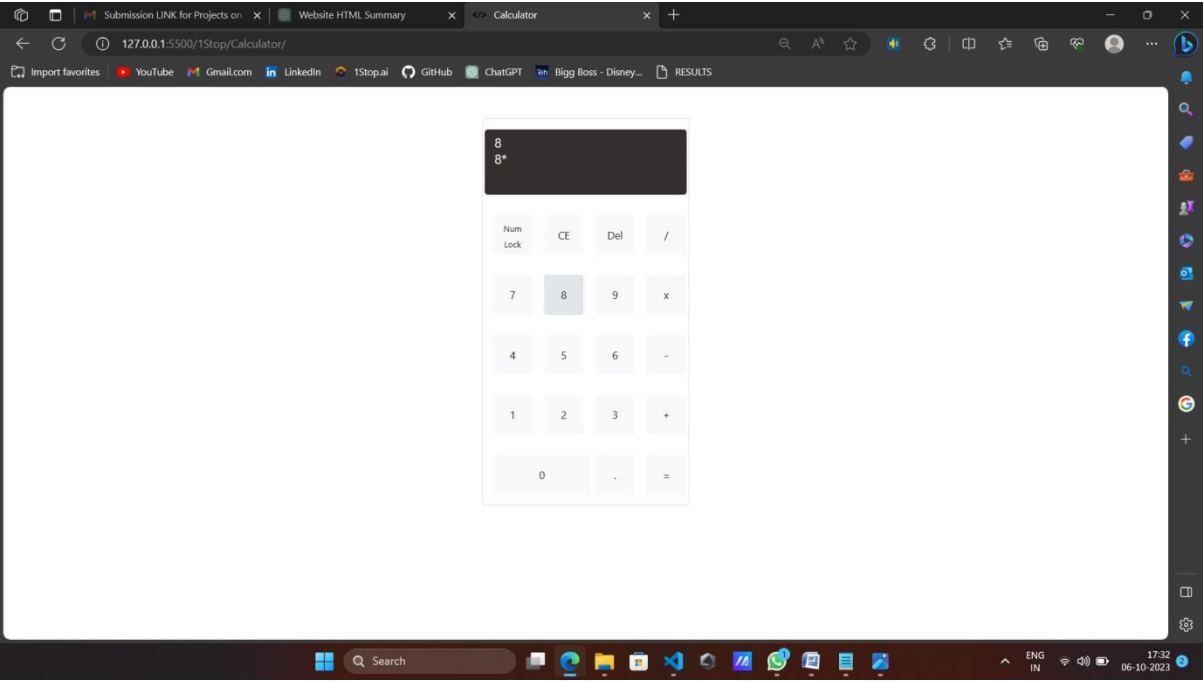 Submission LINK for Projects on
Website HTML Summary
Calculator
127.0.0.1:5500/1Stop/Calculator/
Import favorites YouTube Gmail.com LinkedIn 1Stop.ai GitHub ChatGPT Bigg Boss - Disney... RESULTS
8
8*
Num Lock CE Del /
7 8 9 x
4 5 6 -
1 2 3 +
0 . =
Search
ENG IN
17:32
06-10-2023
2